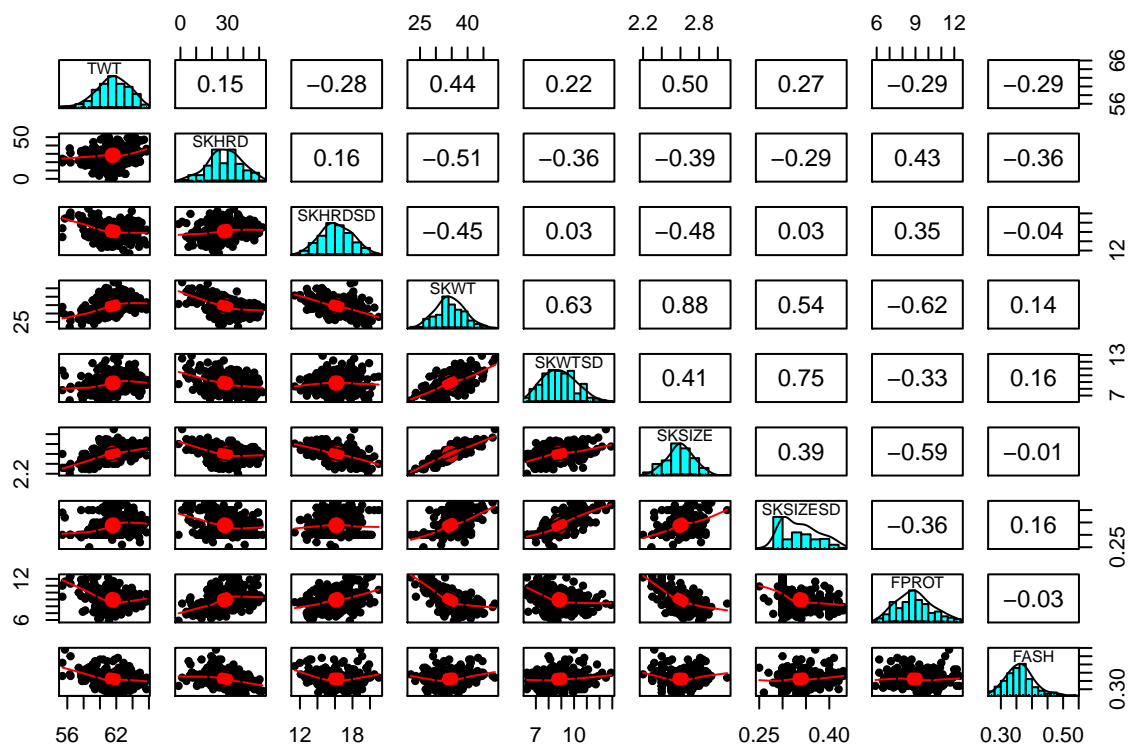 0 30
25 40
2.2 2.8
6 9 12
TWT 0.15 −0.28 0.44 0.22 0.50 0.27 −0.29 −0.29 56 66
0 50 SKHRD 0.16 −0.51 −0.36 −0.39 −0.29 0.43 −0.36
SKHRDSD −0.45 0.03 −0.48 0.03 0.35 −0.04 12
25 SKWT 0.63 0.88 0.54 −0.62 0.14
SKWTSD 0.41 0.75 −0.33 0.16 7 13
2.2 SKSIZE 0.39 −0.59 −0.01
SKSIZESD −0.36 0.16 0.25
6 12 FPROT −0.03
FASH 0.30
56 62
12 18
7 10
0.25 0.40
0.30 0.50